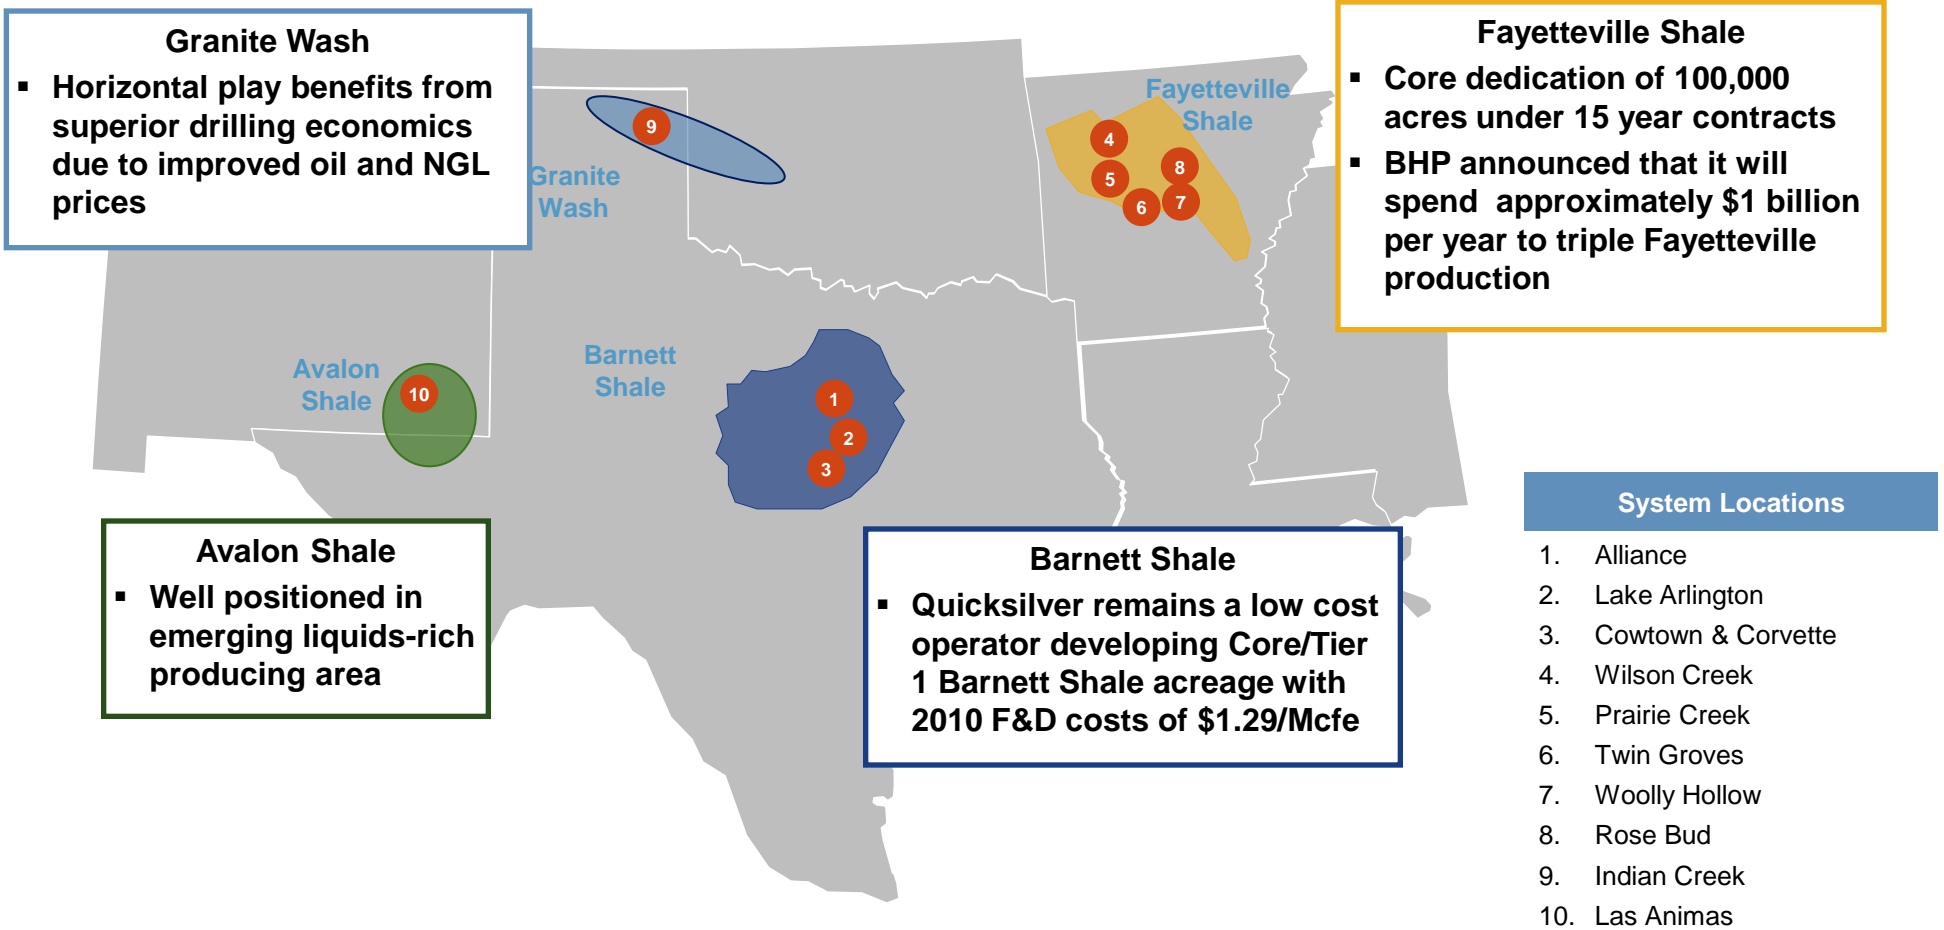 Granite Wash
▪ Horizontal play benefits from
superior drilling economics
due to improved oil and NGL
prices
Fayetteville Shale
▪ Core dedication of 100,000
acres under 15 year contracts
▪ BHP announced that it will
spend  approximately $1 billion
per year to triple Fayetteville
production
Fayetteville
Shale
4
5
6
7
8
9
Granite
Wash
Avalon
Shale
10
Barnett
Shale
1
2
3
Avalon Shale
▪ Well positioned in
emerging liquids-rich
producing area
Barnett Shale
▪ Quicksilver remains a low cost
operator developing Core/Tier
1 Barnett Shale acreage with
2010 F&D costs of $1.29/Mcfe
System Locations
1. Alliance
2. Lake Arlington
3. Cowtown & Corvette
4. Wilson Creek
5. Prairie Creek
6. Twin Groves
7. Woolly Hollow
8. Rose Bud
9. Indian Creek
10. Las Animas